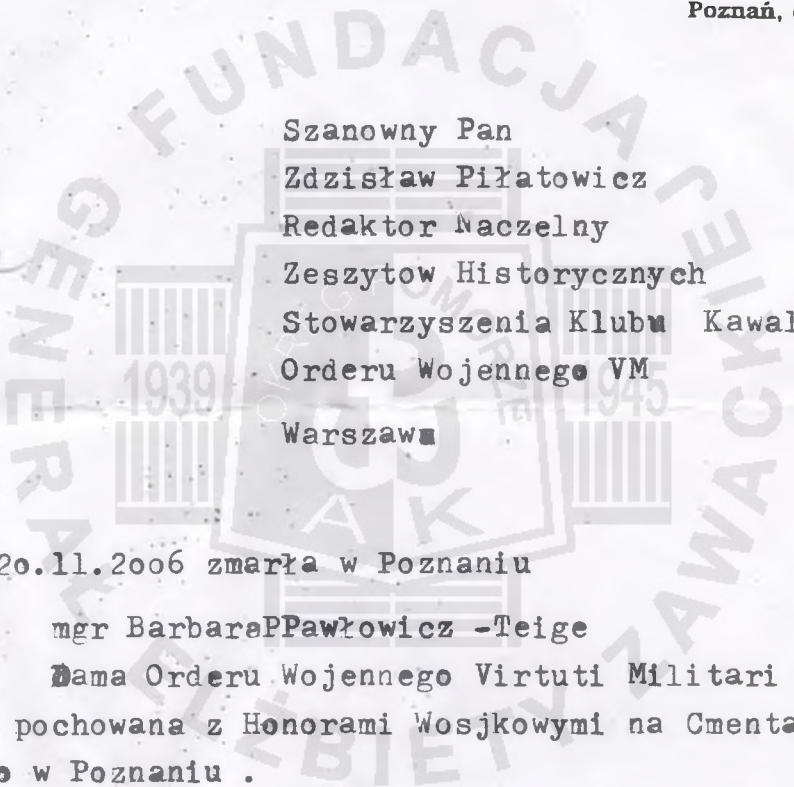 Poznań,
Szanowny Pan
Zdzisław Piłatowicz
Redaktor Naczelny
Zeszytow Historycznych
Stowarzyszenia Klubu Kawal
Orderu Wojennego VM
Warszawa
2o.11.2oo6 zmarła w Poznaniu
mgr BarbaraPPawłowicz -Teige
Dama Orderu Wojennego Virtuti Militari
pochowana z Honorami Wosjkowymi na Cmenta
o w Poznaniu .
FUNDACJA
GENERAŁ
ELŻBIETY ZAWACKIEJ
1939
1945
OKRĘG POMORZE
AK